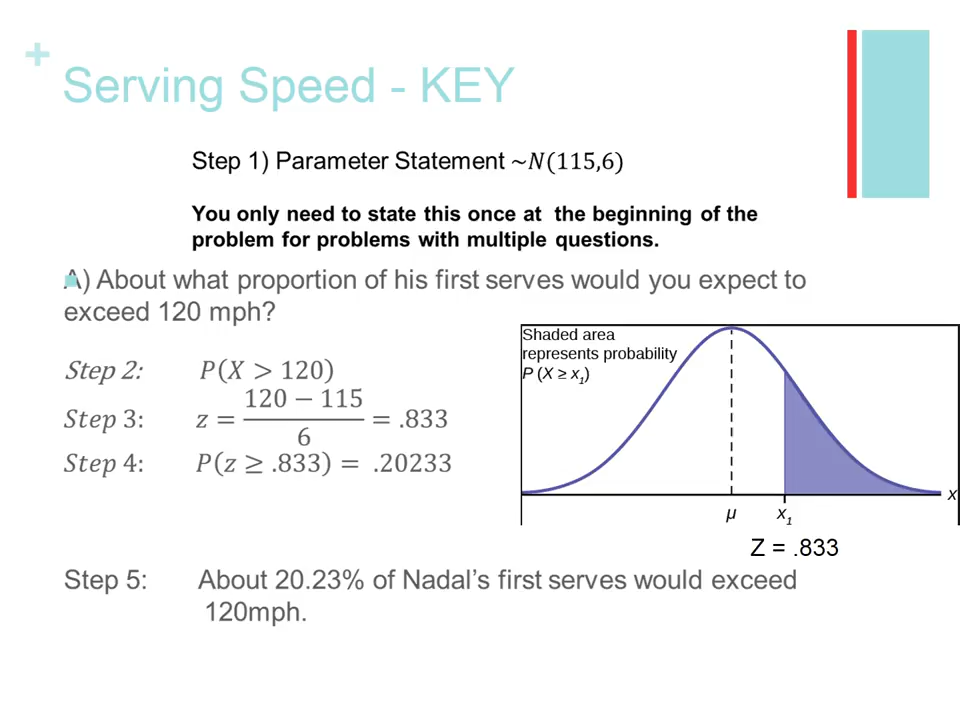 +
Serving Speed - KEY
Step 1) Parameter Statement ~N(115,6)
You only need to state this once at the beginning of the
problem for problems with multiple questions.
A) About what proportion of his first serves would you expect to
exceed 120 mph?
Step 2: P(X > 120)
Step 3: z = (120 − 115)/6 = .833
Step 4: P(z ≥ .833) = .20233
Shaded area
represents probability
P (X ≥ x₁)
x
μ x₁
Z = .833
Step 5: About 20.23% of Nadal's first serves would exceed
120mph.